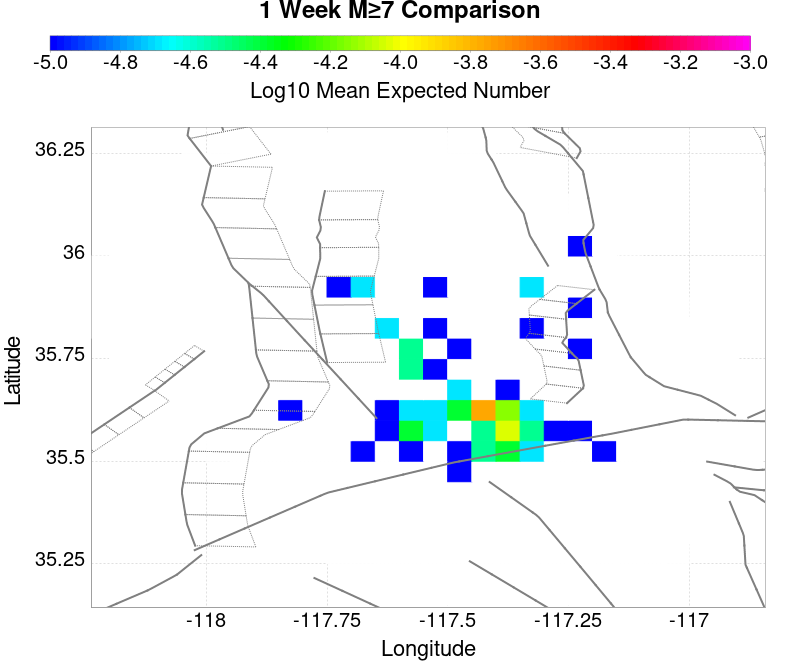 1 Week M≥7 Comparison
-5.0 -4.8 -4.6 -4.4 -4.2 -4.0 -3.8 -3.6 -3.4 -3.2 -3.0
Log10 Mean Expected Number
36.25
36
35.75
35.5
35.25
Latitude
-118 -117.75 -117.5 -117.25 -117
Longitude